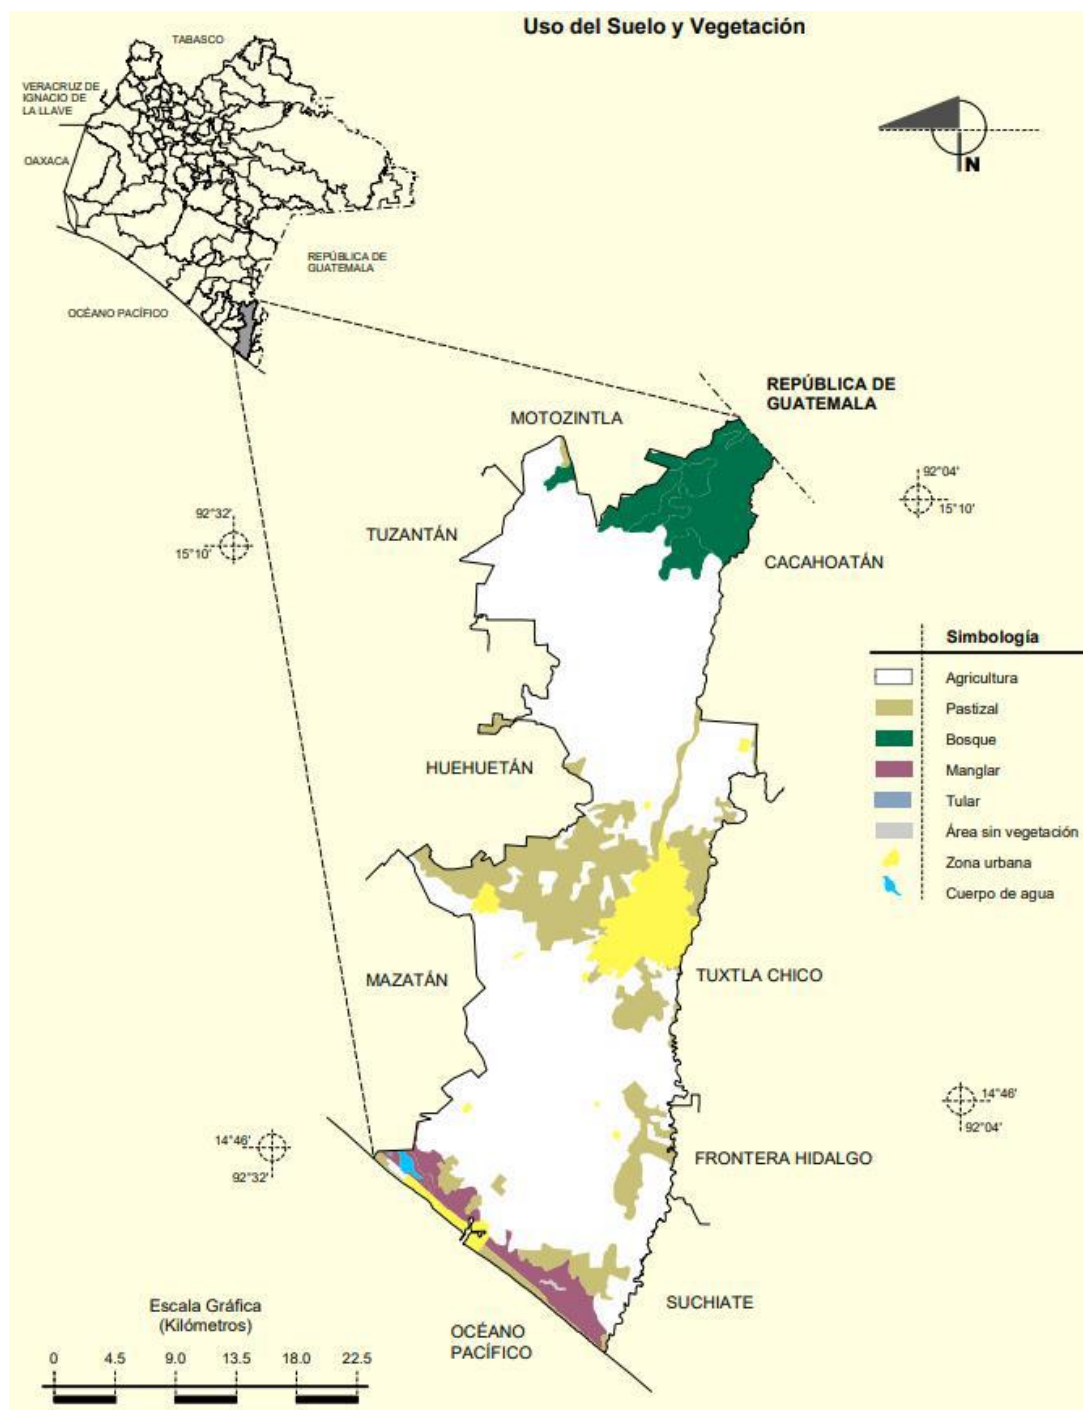 Uso del Suelo y Vegetación
TABASCO
VERACRUZ DE
IGNACIO DE
LA LLAVE
OAXACA
N
REPÚBLICA DE
GUATEMALA
OCÉANO PACÍFICO
REPÚBLICA DE
GUATEMALA
MOTOZINTLA
92°04'
15°10'
92°32'
15°10'
TUZANTÁN
CACAHOATÁN
Simbología
Agricultura
Pastizal
Bosque
Manglar
Tular
Área sin vegetación
Zona urbana
Cuerpo de agua
HUEHUETÁN
MAZATÁN
TUXTLA CHICO
14°46'
92°04'
14°46'
92°32'
FRONTERA HIDALGO
SUCHIATE
OCÉANO
PACÍFICO
Escala Gráfica
(Kilómetros)
0 4.5 9.0 13.5 18.0 22.5